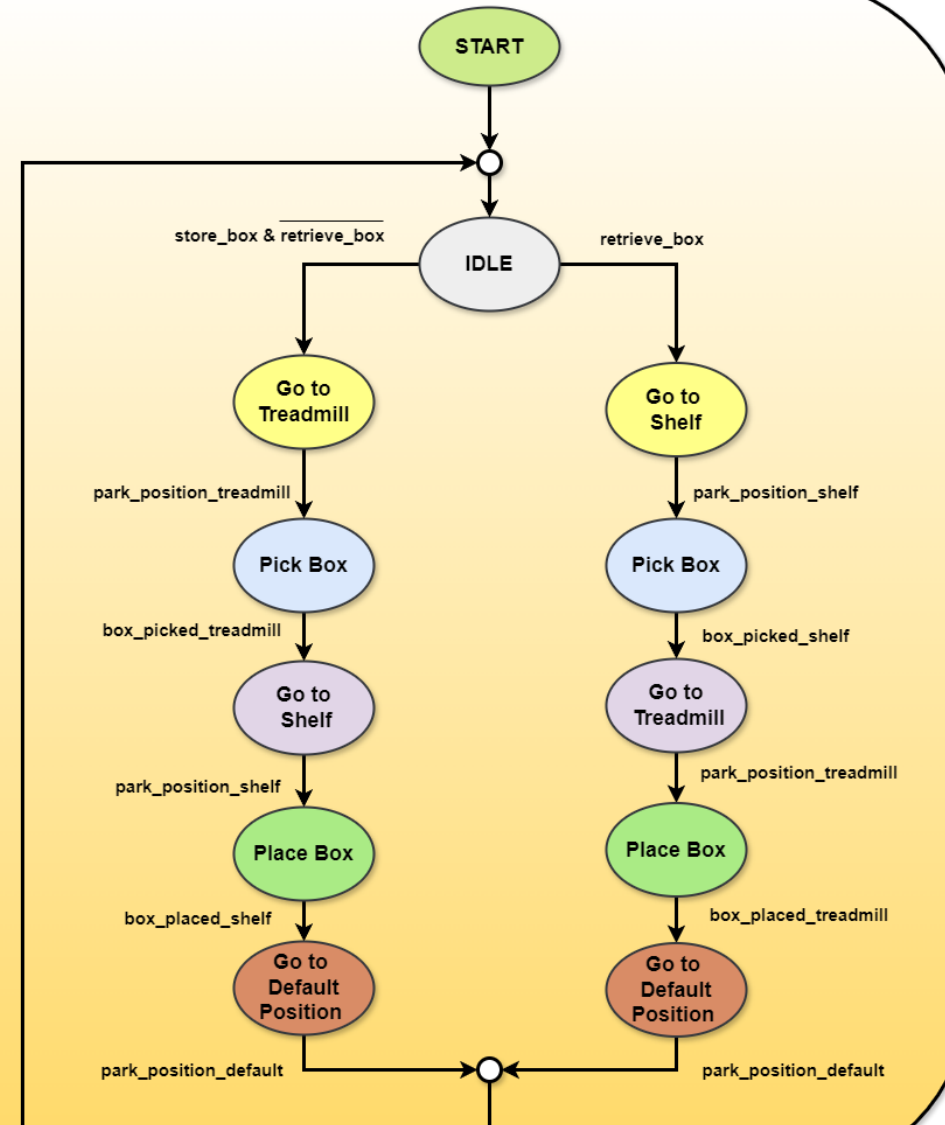 START
store_box & retrieve_box
retrieve_box
IDLE
Go to
Treadmill
Go to
Shelf
park_position_treadmill
park_position_shelf
Pick Box
Pick Box
box_picked_treadmill
box_picked_shelf
Go to
Shelf
Go to
Treadmill
park_position_shelf
park_position_treadmill
Place Box
Place Box
box_placed_shelf
box_placed_treadmill
Go to
Default
Position
Go to
Default
Position
park_position_default
park_position_default